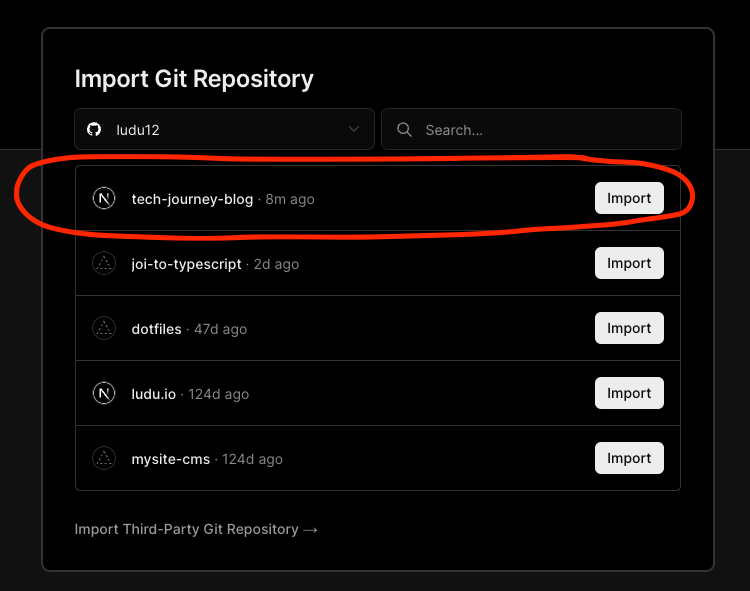 Import Git Repository
ludu12 Search...
tech-journey-blog · 8m ago Import
joi-to-typescript · 2d ago Import
dotfiles · 47d ago Import
ludu.io · 124d ago Import
mysite-cms · 124d ago Import
Import Third-Party Git Repository →